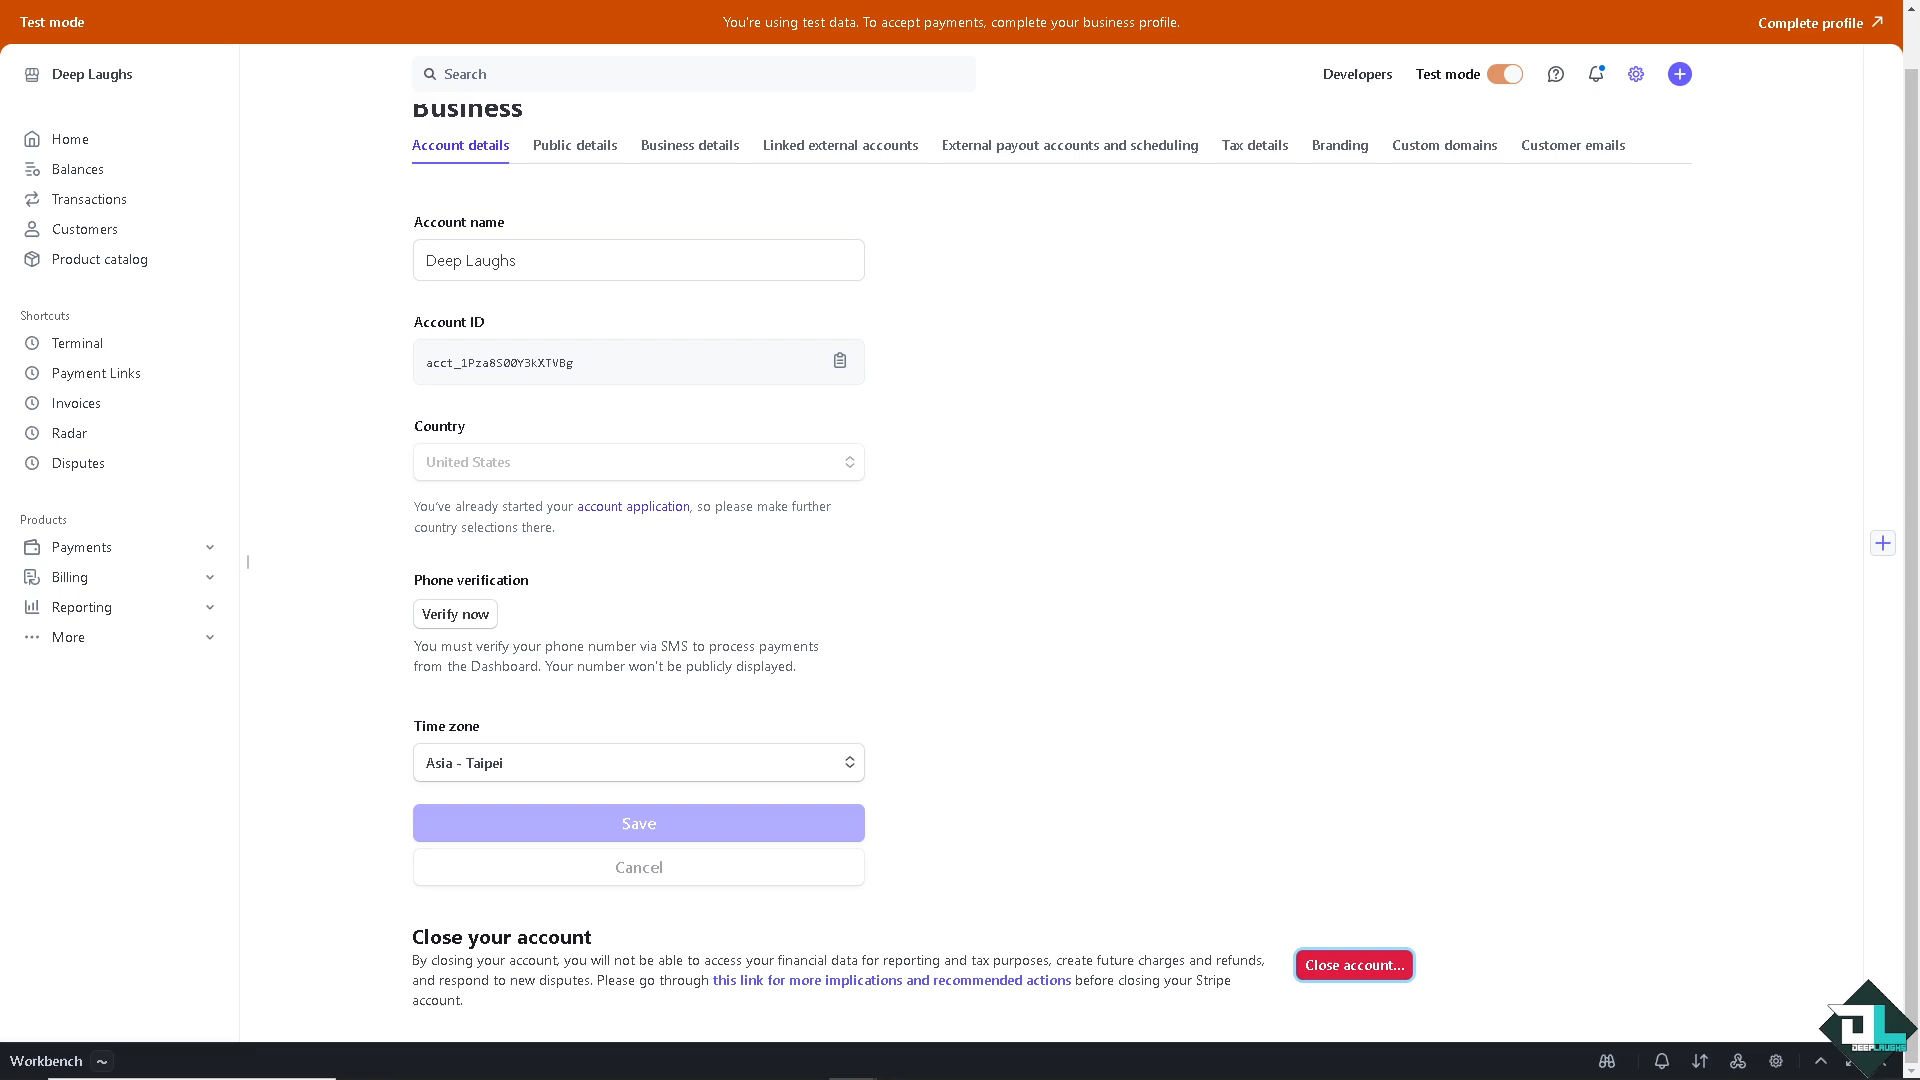 Test mode
You're using test data. To accept payments, complete your business profile.
Complete profile
Deep Laughs
Search
Developers
Test mode
Business
Home
Balances
Transactions
Customers
Product catalog
Shortcuts
Terminal
Payment Links
Invoices
Radar
Disputes
Products
Payments
Billing
Reporting
More
Account details
Public details
Business details
Linked external accounts
External payout accounts and scheduling
Tax details
Branding
Custom domains
Customer emails
Account name
Deep Laughs
Account ID
acct_1Pza8S00Y3kXTVBg
Country
United States
You've already started your account application, so please make further
country selections there.
Phone verification
Verify now
You must verify your phone number via SMS to process payments
from the Dashboard. Your number won't be publicly displayed.
Time zone
Asia - Taipei
Save
Cancel
Close your account
By closing your account, you will not be able to access your financial data for reporting and tax purposes, create future charges and refunds,
and respond to new disputes. Please go through this link for more implications and recommended actions before closing your Stripe
account.
Close account...
DEEPLAUGHS
Workbench